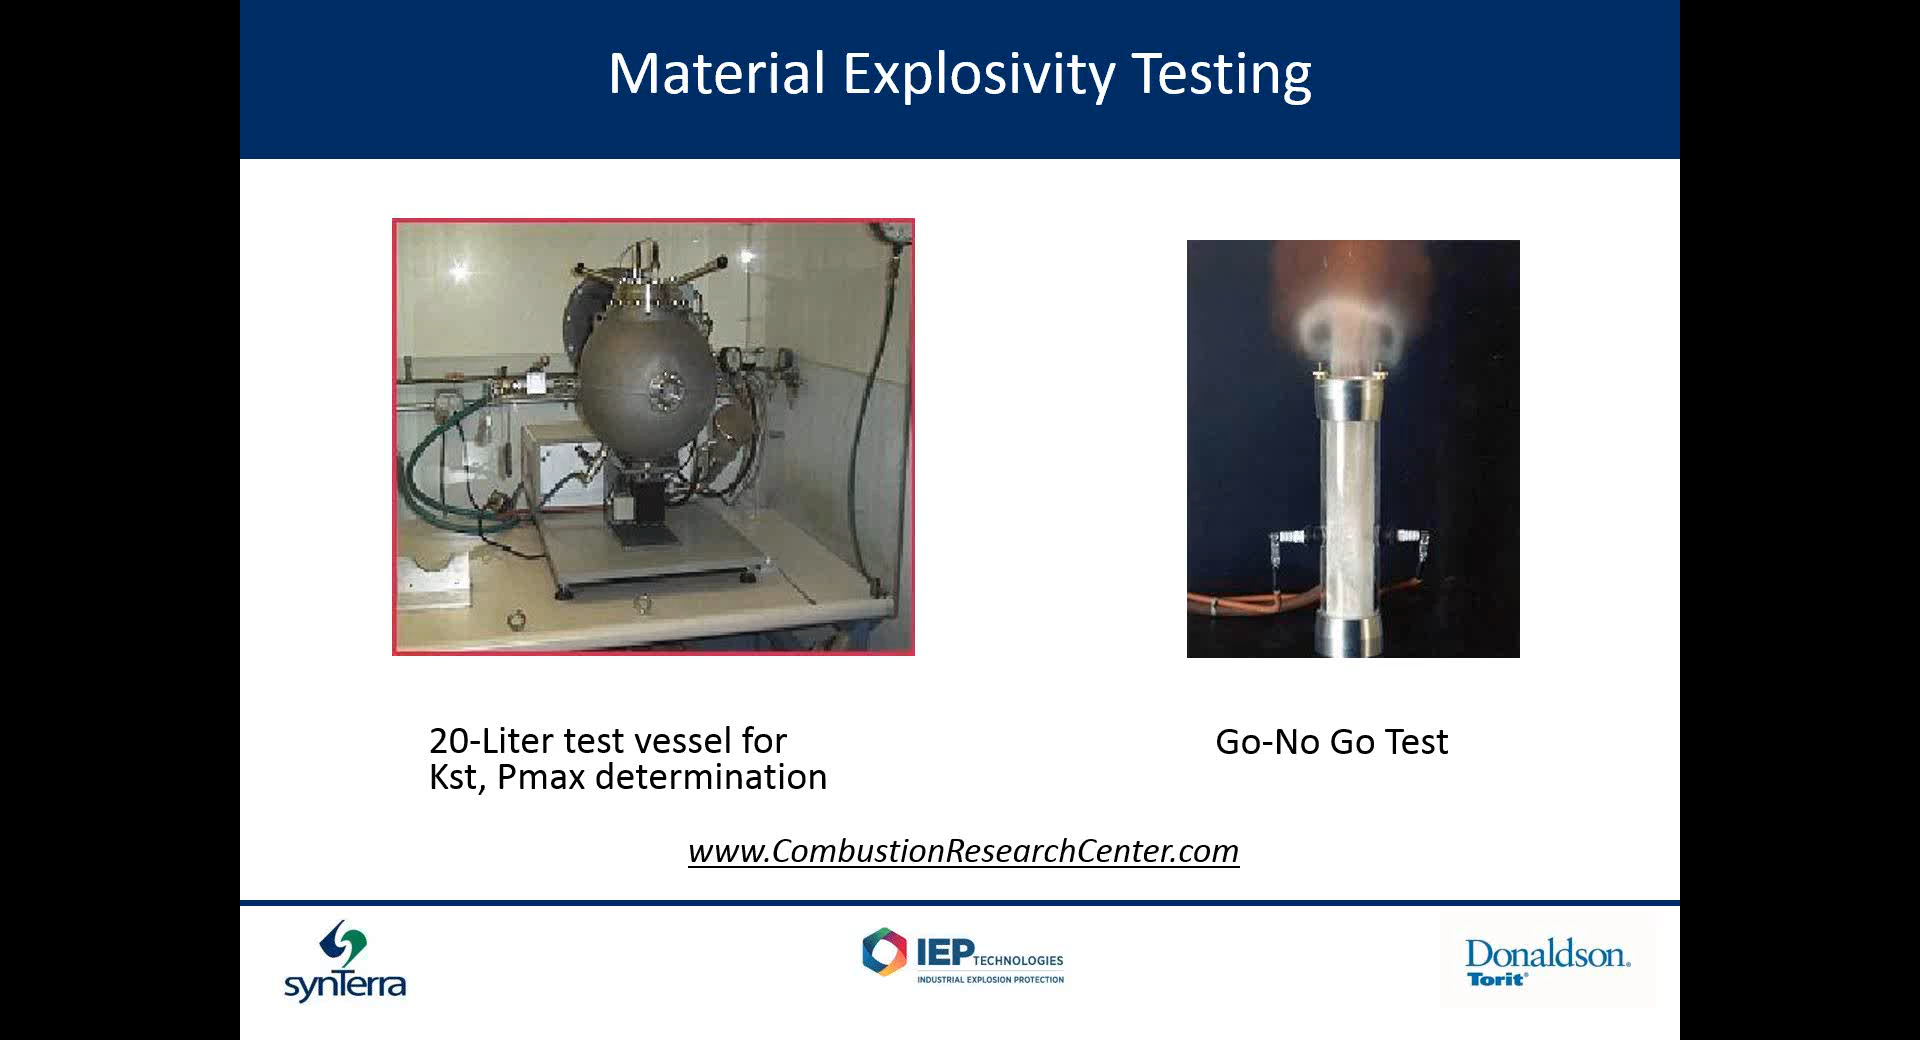 Material Explosivity Testing
20-Liter test vessel for
Kst, Pmax determination
Go-No Go Test
www.CombustionResearchCenter.com
synTerra
IEP TECHNOLOGIES
INDUSTRIAL EXPLOSION PROTECTION
Donaldson®
Torit®